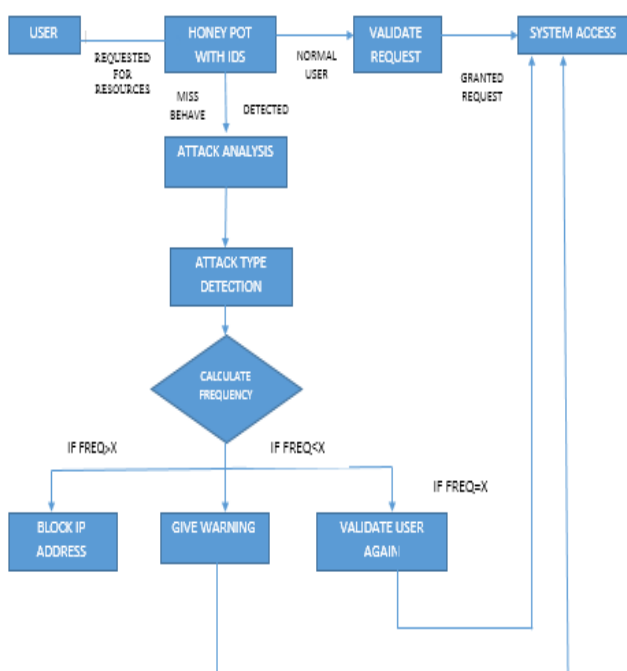 USER
HONEY POT
WITH IDS
VALIDATE
REQUEST
SYSTEM ACCESS
REQUESTED
FOR
RESOURCES
NORMAL
USER
GRANTED
REQUEST
MISS
BEHAVE
DETECTED
ATTACK ANALYSIS
ATTACK TYPE
DETECTION
CALCULATE
FREQUENCY
IF FREQ>X
IF FREQ<X
IF FREQ=X
BLOCK IP
ADDRESS
GIVE WARNING
VALIDATE USER
AGAIN